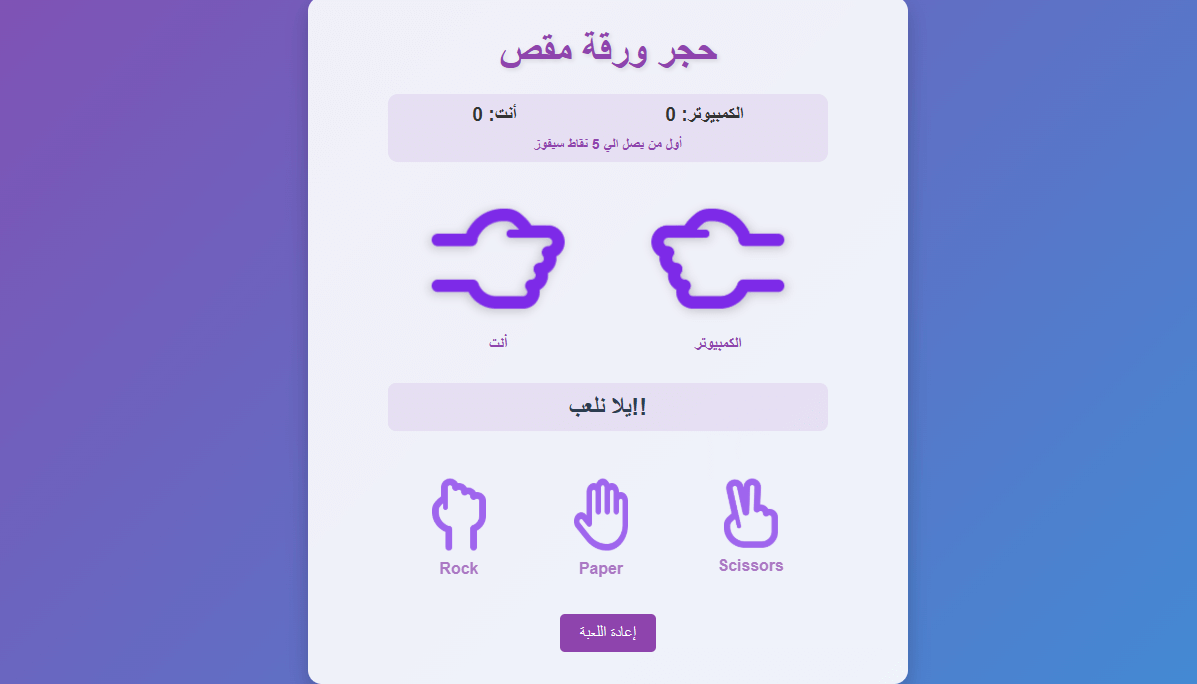 حجر ورقة مقص
الكمبيوتر: 0
أنت: 0
أول من يصل الي 5 نقاط سيفوز
الكمبيوتر
أنت
يلا نلعب!!
Rock
Paper
Scissors
إعادة اللعبة